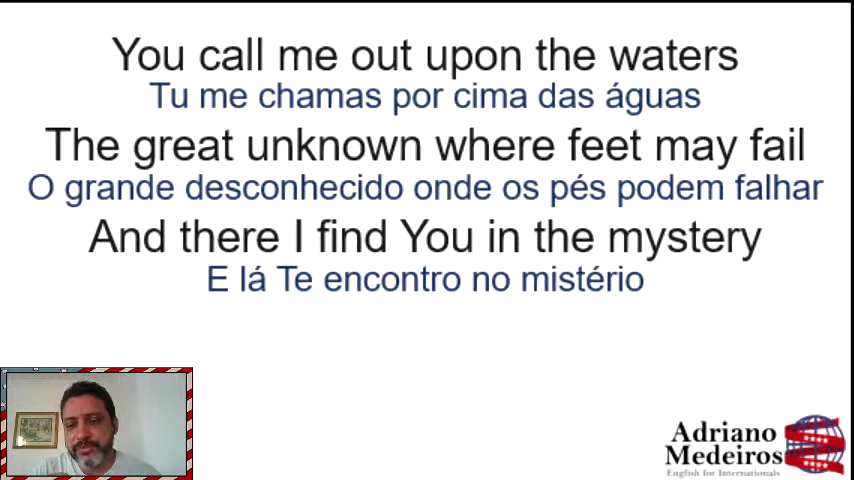 You call me out upon the waters
Tu me chamas por cima das águas
The great unknown where feet may fail
O grande desconhecido onde os pés podem falhar
And there I find You in the mystery
E lá Te encontro no mistério
Adriano
Medeiros
English for Internationals